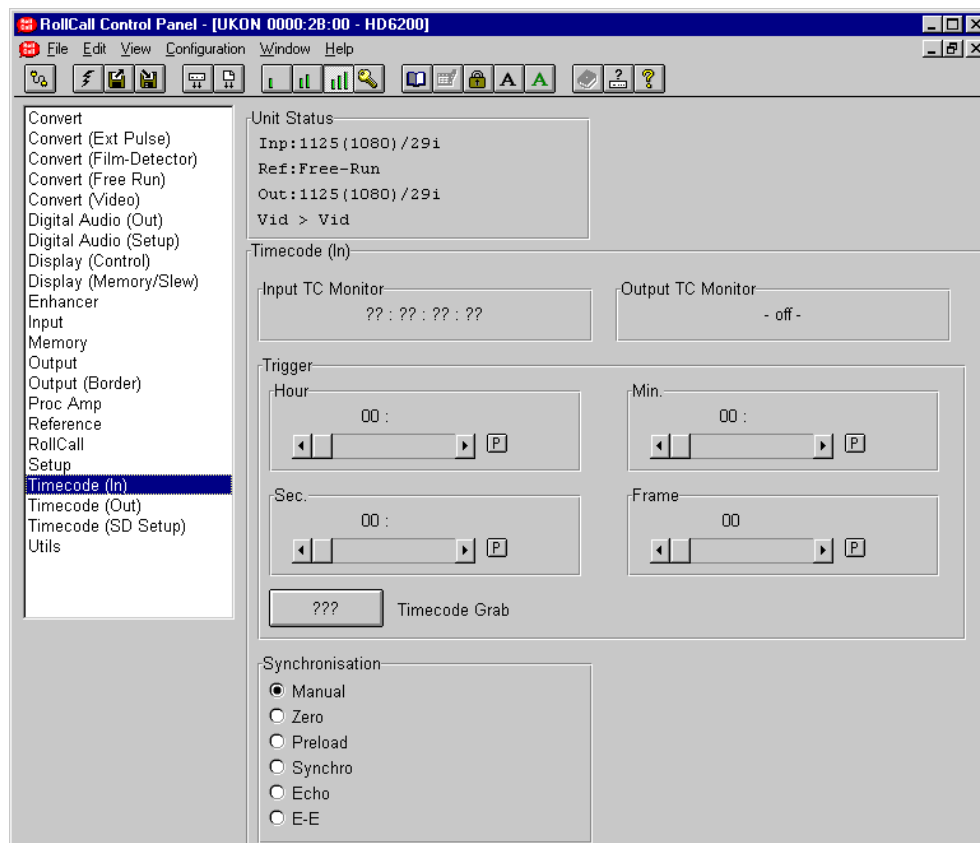 RollCall Control Panel - [UKON 0000:2B:00 - HD6200]
File Edit View Configuration Window Help
A A
Convert
Convert (Ext Pulse)
Convert (Film-Detector)
Convert (Free Run)
Convert (Video)
Digital Audio (Out)
Digital Audio (Setup)
Display (Control)
Display (Memory/Slew)
Enhancer
Input
Memory
Output
Output (Border)
Proc Amp
Reference
RollCall
Setup
Timecode (In)
Timecode (Out)
Timecode (SD Setup)
Utils
Unit Status
Inp:1125(1080)/29i
Ref:Free-Run
Out:1125(1080)/29i
Vid > Vid
Timecode (In)
Input TC Monitor
?? : ?? : ?? : ??
Output TC Monitor
- off -
Trigger
Hour
00 :
P
Min.
00 :
P
Sec.
00 :
P
Frame
00
P
??? Timecode Grab
Synchronisation
Manual
Zero
Preload
Synchro
Echo
E-E